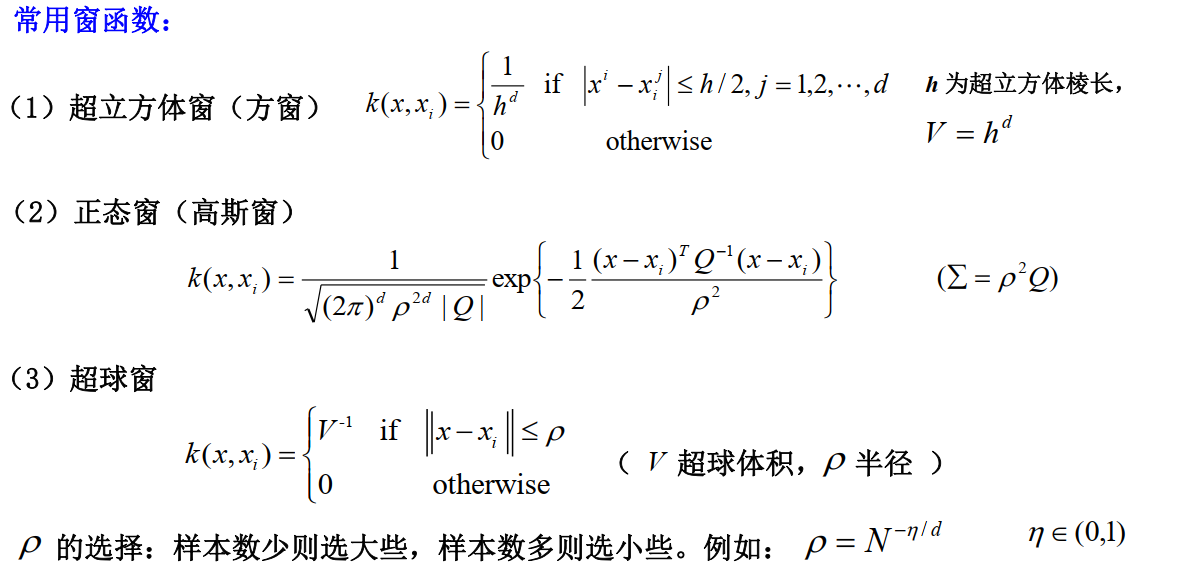 常用窗函数：
（1）超立方体窗（方窗） k(x, x_i) = { 1/h^d if |x^i − x_i^j| ≤ h/2, j = 1,2,⋯,d; 0 otherwise h 为超立方体棱长，
V = h^d
（2）正态窗（高斯窗）
k(x, x_i) = 1/√((2π)^d ρ^{2d} |Q|) exp{ −1/2 (x − x_i)^T Q^{−1} (x − x_i)/ρ^2 } (∑ = ρ^2 Q)
（3）超球窗
k(x, x_i) = { V^{-1} if ‖x − x_i‖ ≤ ρ; 0 otherwise （ V 超球体积，ρ 半径 ）
ρ 的选择：样本数少则选大些，样本数多则选小些。例如： ρ = N^{−η/d} η ∈ (0,1)